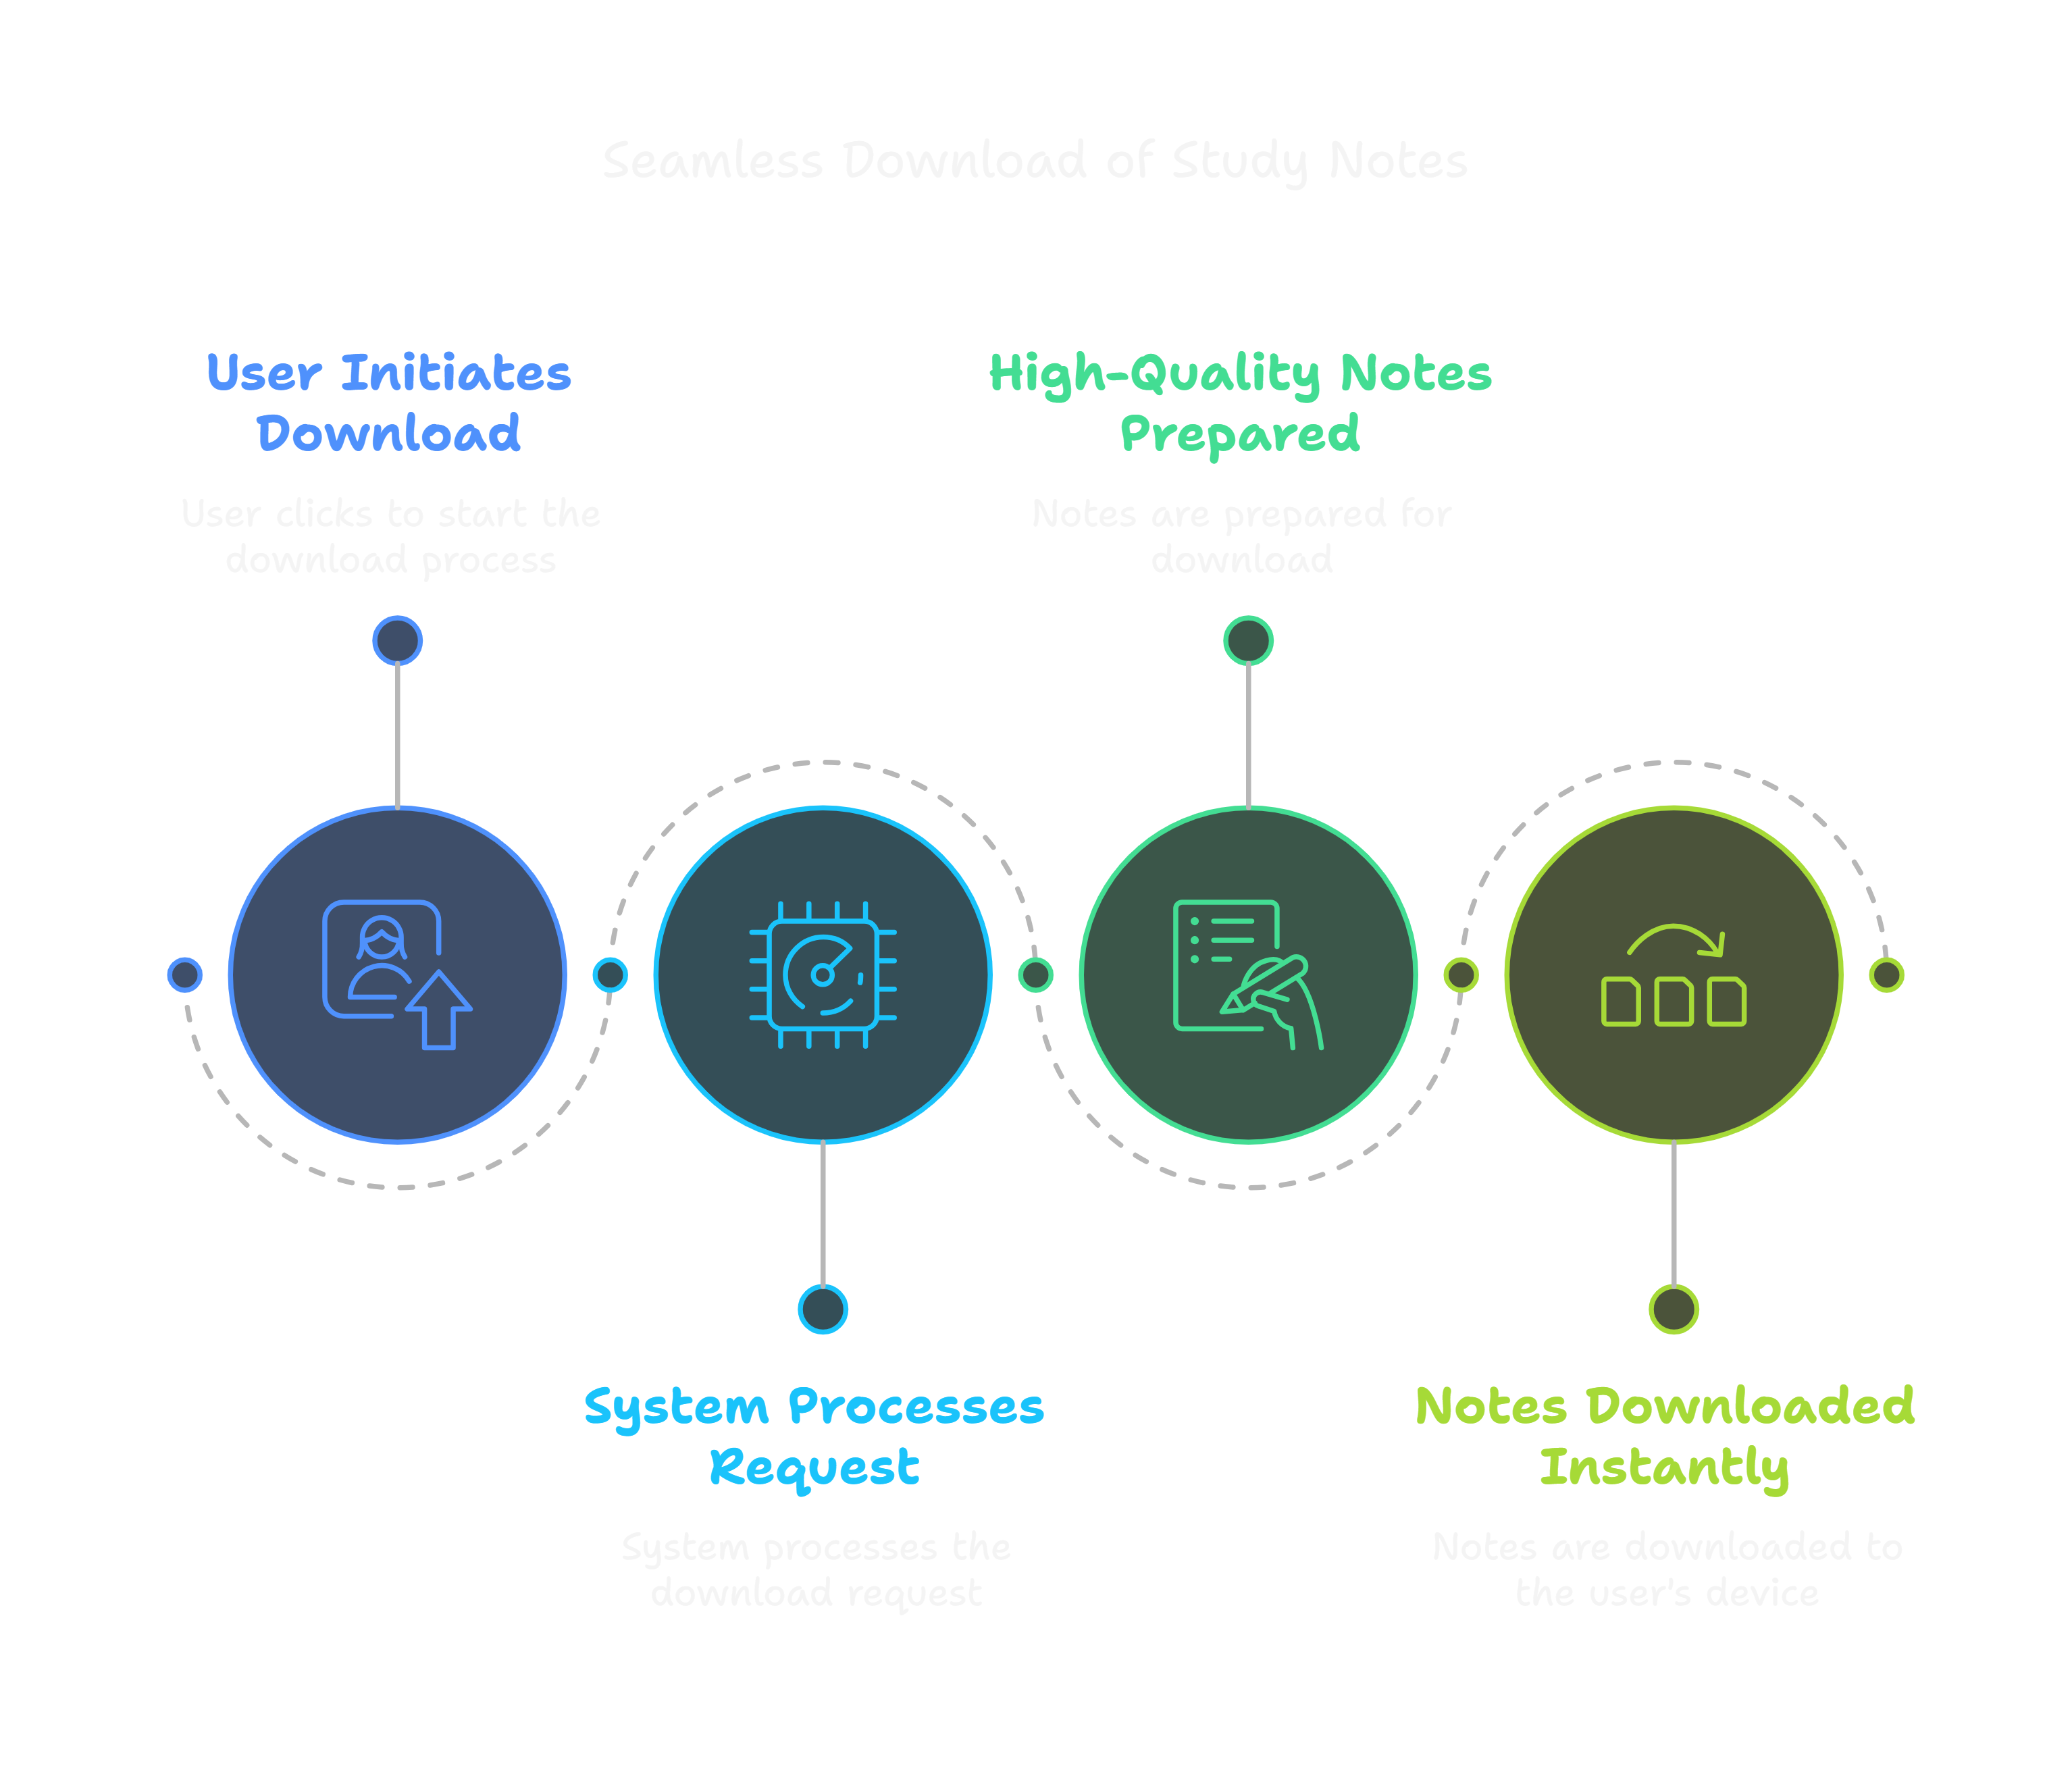 Seamless Download of Study Notes
User Initiates
Download
User clicks to start the
download process
High-Quality Notes
Prepared
Notes are prepared for
download
System Processes
Request
System processes the
download request
Notes Downloaded
Instantly
Notes are downloaded to
the user's device